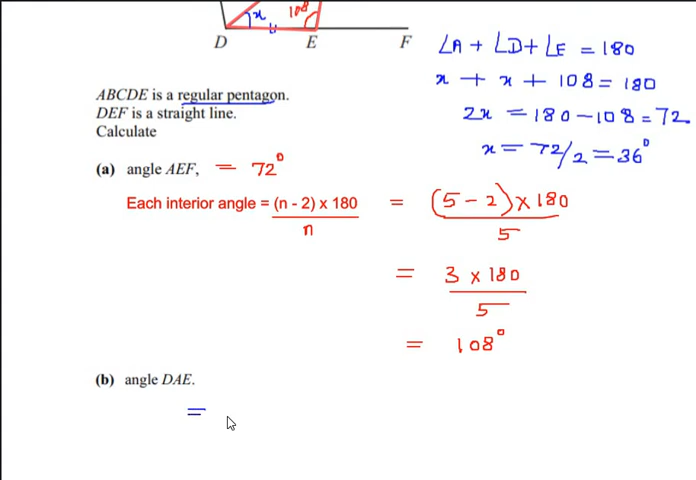 x 108
D E F
∠A + ∠D + ∠E = 180
x + x + 108 = 180
2x = 180 - 108 = 72
x = 72/2 = 36°
ABCDE is a regular pentagon.
DEF is a straight line.
Calculate
(a) angle AEF, = 72°
Each interior angle = (n - 2) x 180 = (5 - 2) x 180
n 5
= 3 x 180
5
= 108°
(b) angle DAE.
=